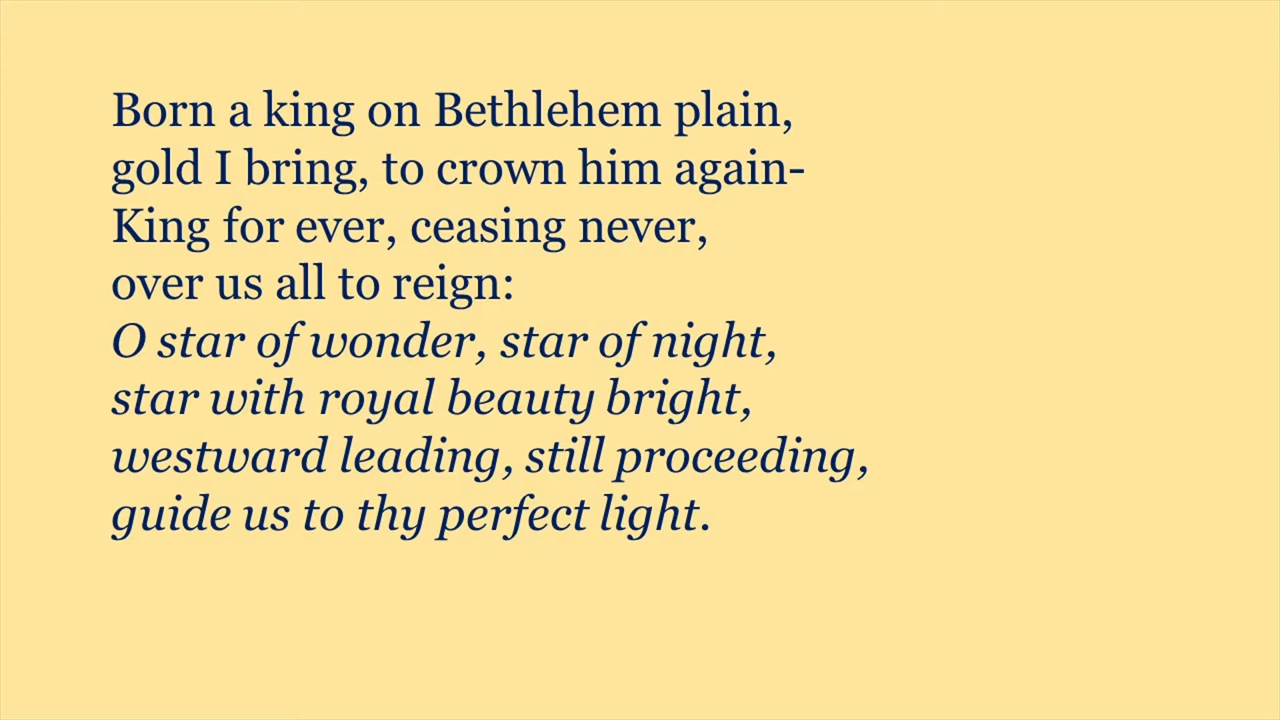 Born a king on Bethlehem plain,
gold I bring, to crown him again-
King for ever, ceasing never,
over us all to reign:
O star of wonder, star of night,
star with royal beauty bright,
westward leading, still proceeding,
guide us to thy perfect light.